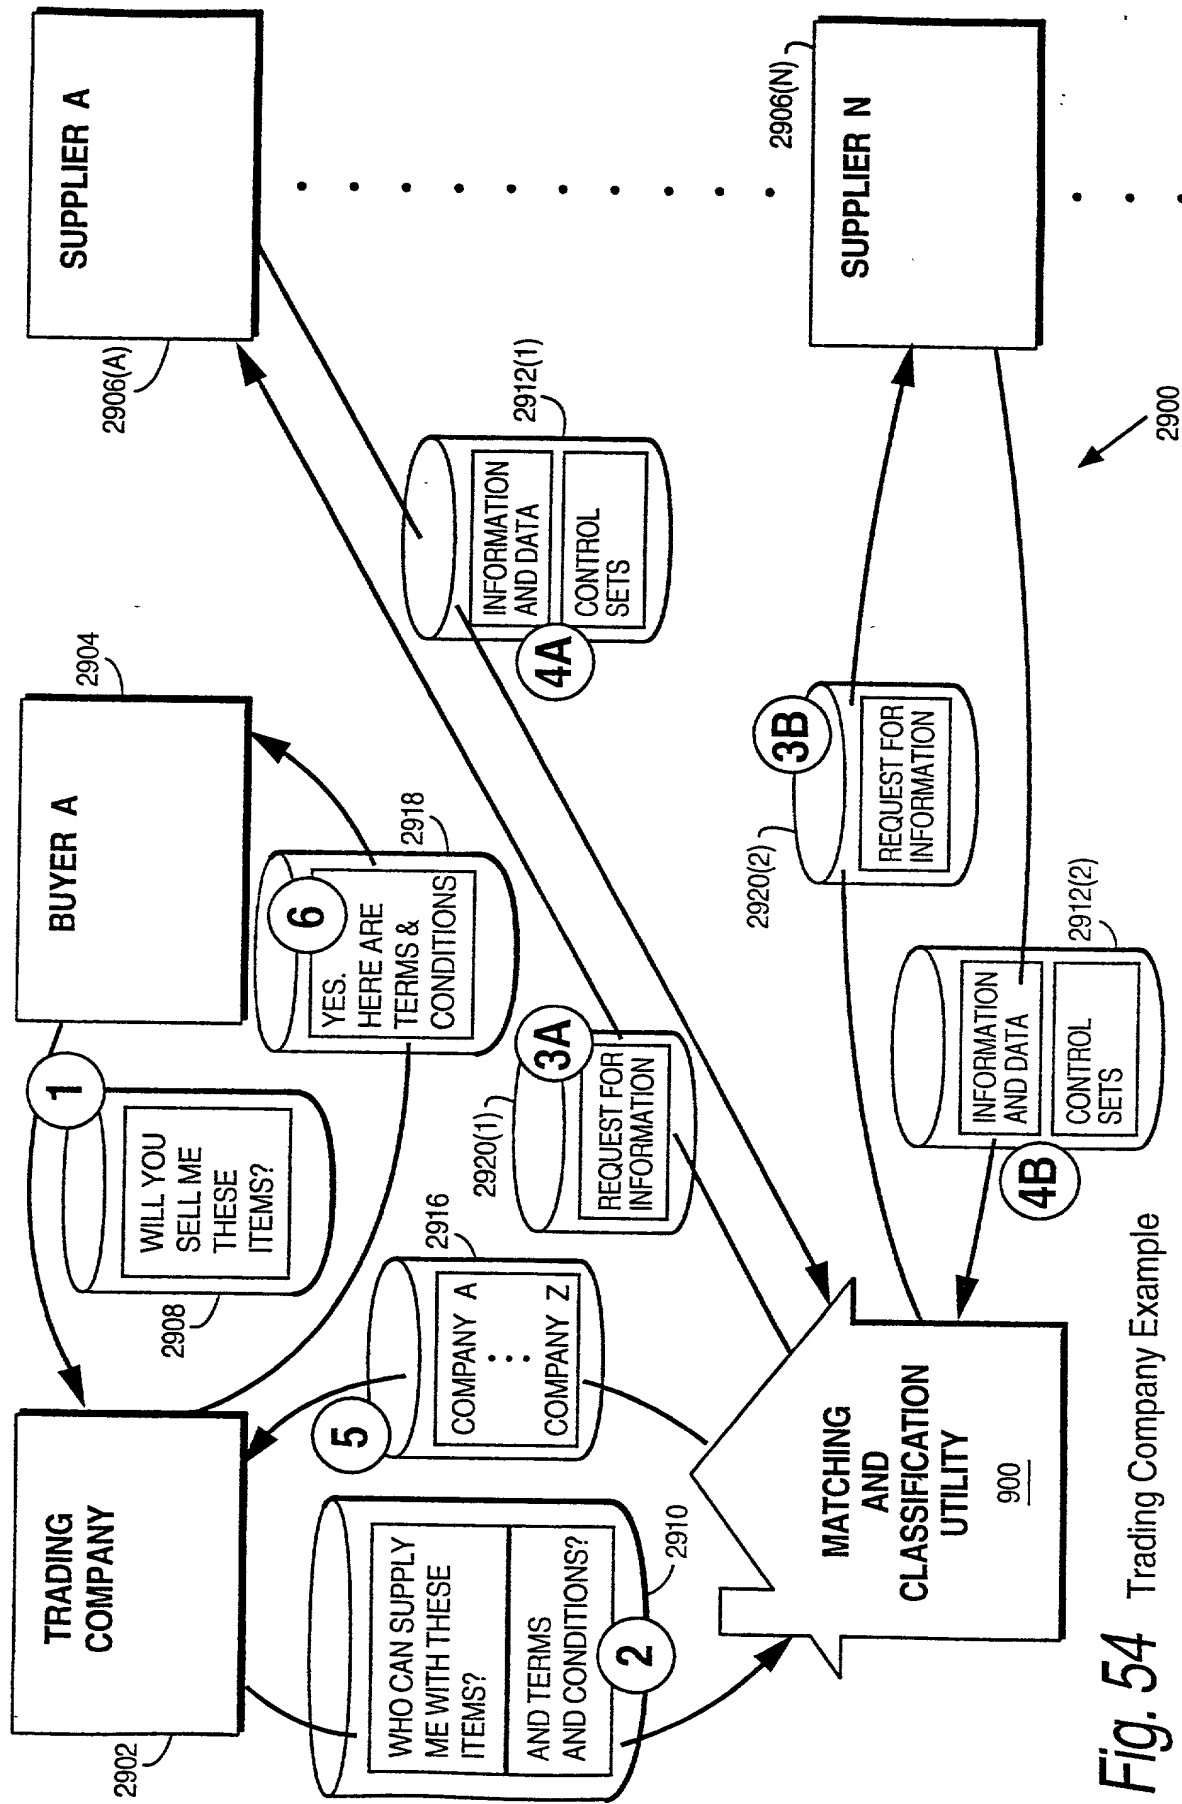 TRADING
COMPANY
2902
BUYER A
2904
SUPPLIER A
2906(A)
1
WILL YOU
SELL ME
THESE
ITEMS?
2908
6
YES.
HERE ARE
TERMS &
CONDITIONS
2918
WHO CAN SUPPLY
ME WITH THESE
ITEMS?
AND TERMS
AND CONDITIONS?
2
2910
5
COMPANY A
COMPANY Z
2916
3A
REQUEST FOR
INFORMATION
2920(1)
4A
INFORMATION
AND DATA
CONTROL
SETS
2912(1)
MATCHING
AND
CLASSIFICATION
UTILITY
900
3B
REQUEST FOR
INFORMATION
2920(2)
4B
INFORMATION
AND DATA
CONTROL
SETS
2912(2)
SUPPLIER N
2906(N)
2900
Fig. 54 Trading Company Example